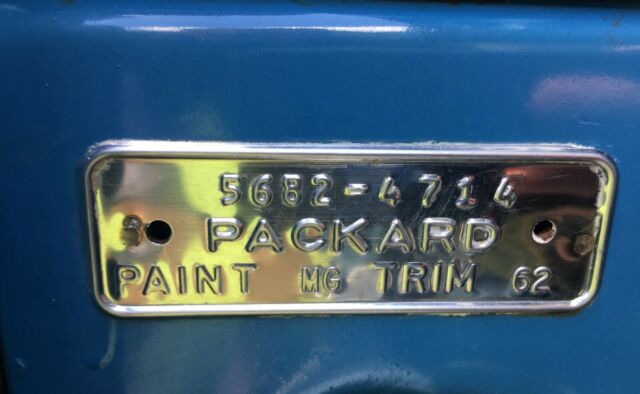 5682-4714
PACKARD
PAINT MG TRIM 62